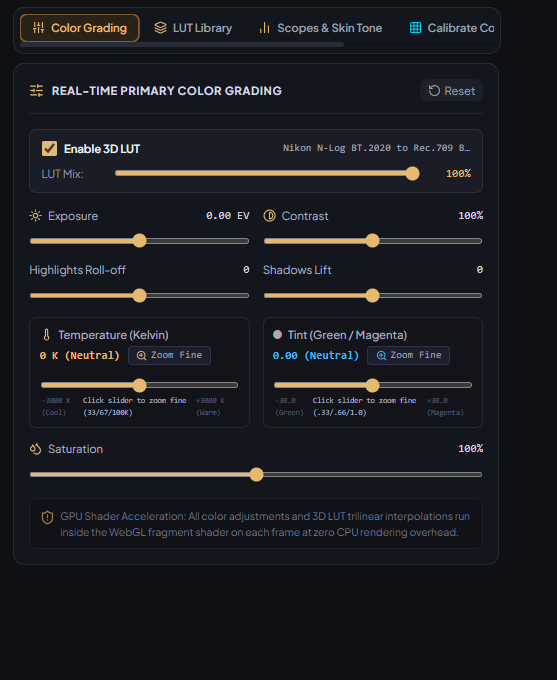 Color Grading LUT Library Scopes & Skin Tone Calibrate Co
REAL-TIME PRIMARY COLOR GRADING Reset
Enable 3D LUT Nikon N-Log BT.2020 to Rec.709 B…
LUT Mix: 100%
Exposure 0.00 EV Contrast 100%
Highlights Roll-off 0 Shadows Lift 0
Temperature (Kelvin) Tint (Green / Magenta)
0 K (Neutral) Zoom Fine 0.00 (Neutral) Zoom Fine
-3000 K Click slider to zoom fine +3000 K -30.0 Click slider to zoom fine +30.0
(Cool) (33/67/100K) (Warm) (Green) (.33/.66/1.0) (Magenta)
Saturation 100%
GPU Shader Acceleration: All color adjustments and 3D LUT trilinear interpolations run
inside the WebGL fragment shader on each frame at zero CPU rendering overhead.